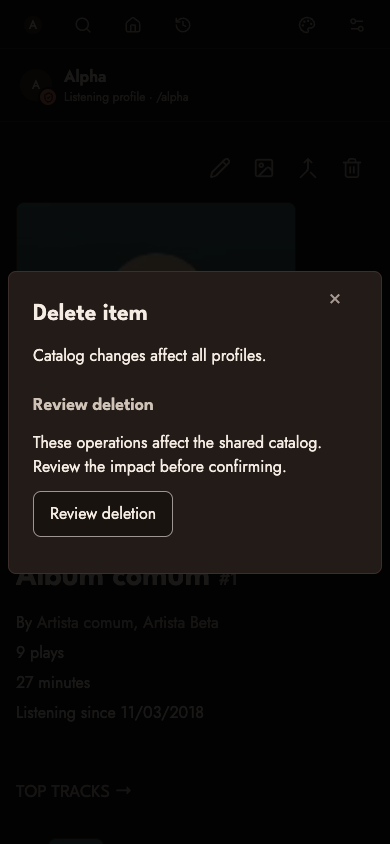 A
A
Alpha
Listening profile · /alpha
Delete item
×
Catalog changes affect all profiles.
Review deletion
These operations affect the shared catalog.
Review the impact before confirming.
Review deletion
Album comum #1
By Artista comum, Artista Beta
9 plays
27 minutes
Listening since 11/03/2018
TOP TRACKS →